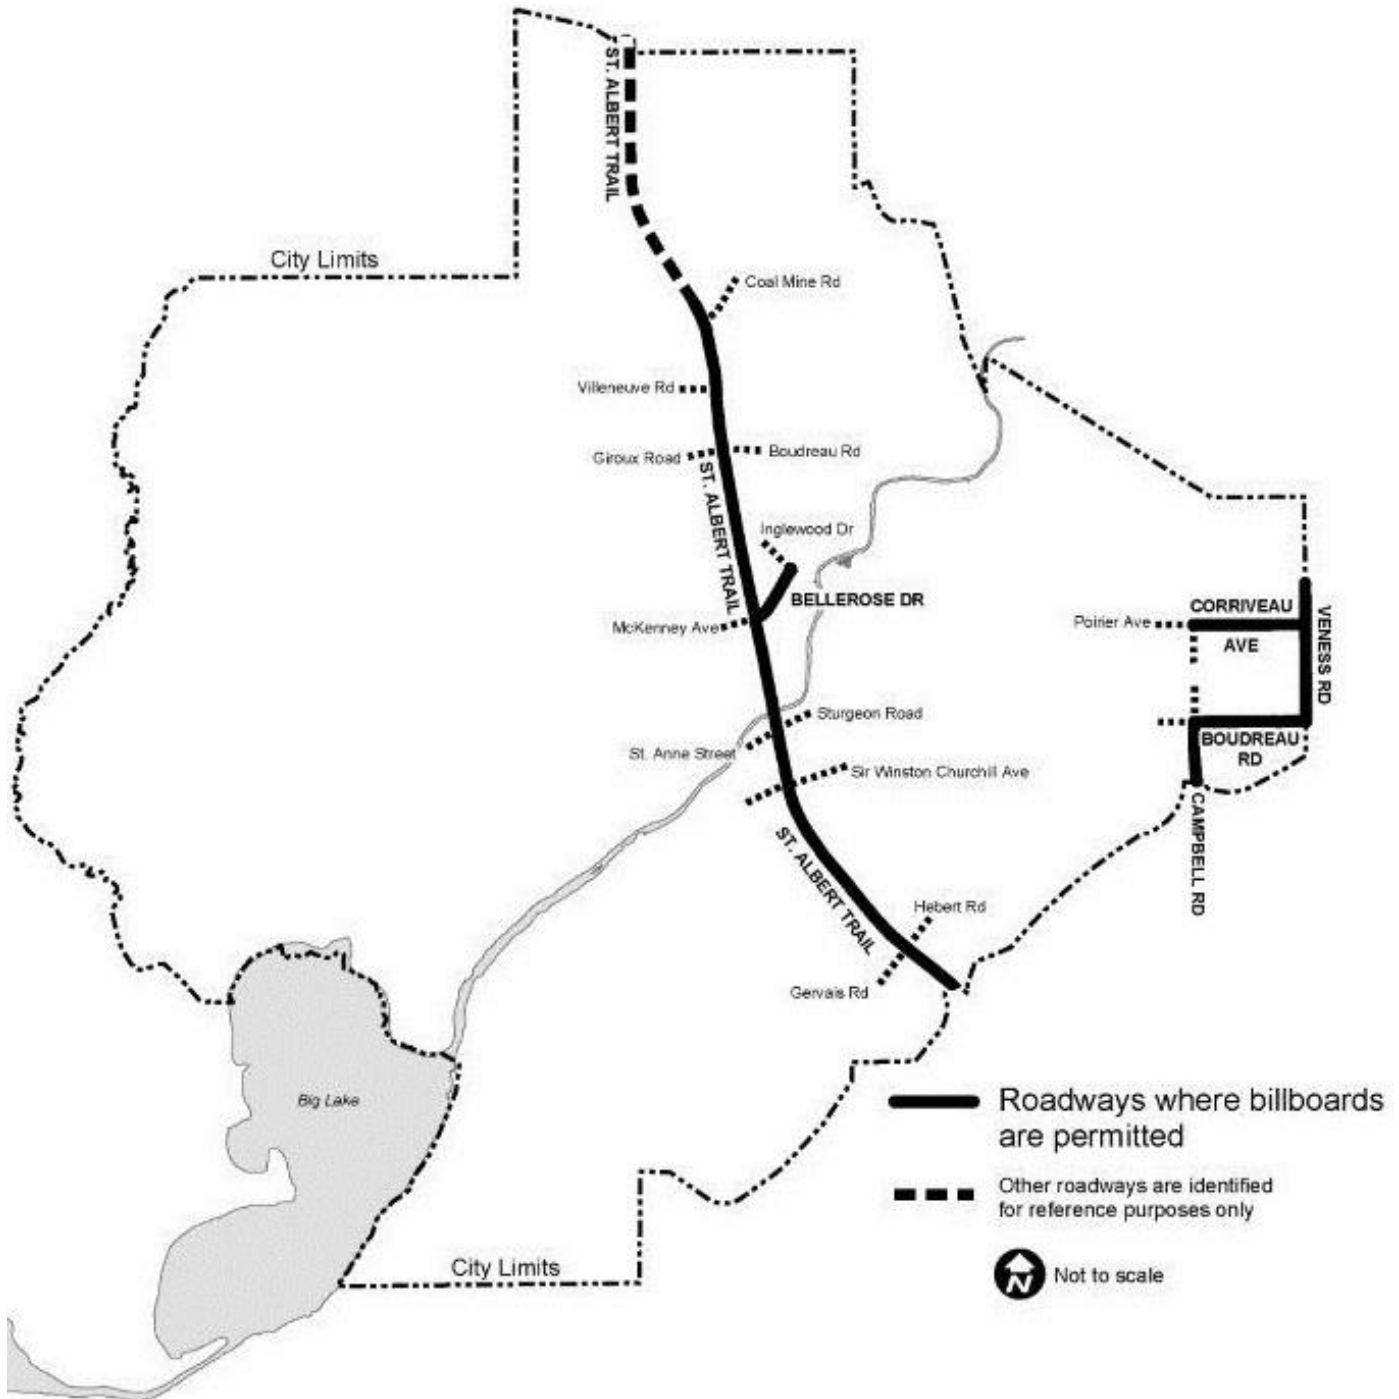 ST. ALBERT TRAIL
City Limits
Coal Mine Rd
Villeneuve Rd
Giroux Road
Boudreau Rd
ST. ALBERT TRAIL
Inglewood Dr
BELLEROSE DR
McKenney Ave
Poirier Ave
CORRIVEAU
AVE
VENESS RD
Sturgeon Road
St. Anne Street
BOUDREAU
RD
Sir Winston Churchill Ave
CAMPBELL RD
ST. ALBERT TRAIL
Hebert Rd
Gervais Rd
Big Lake
Roadways where billboards
are permitted
Other roadways are identified
for reference purposes only
City Limits
N
Not to scale